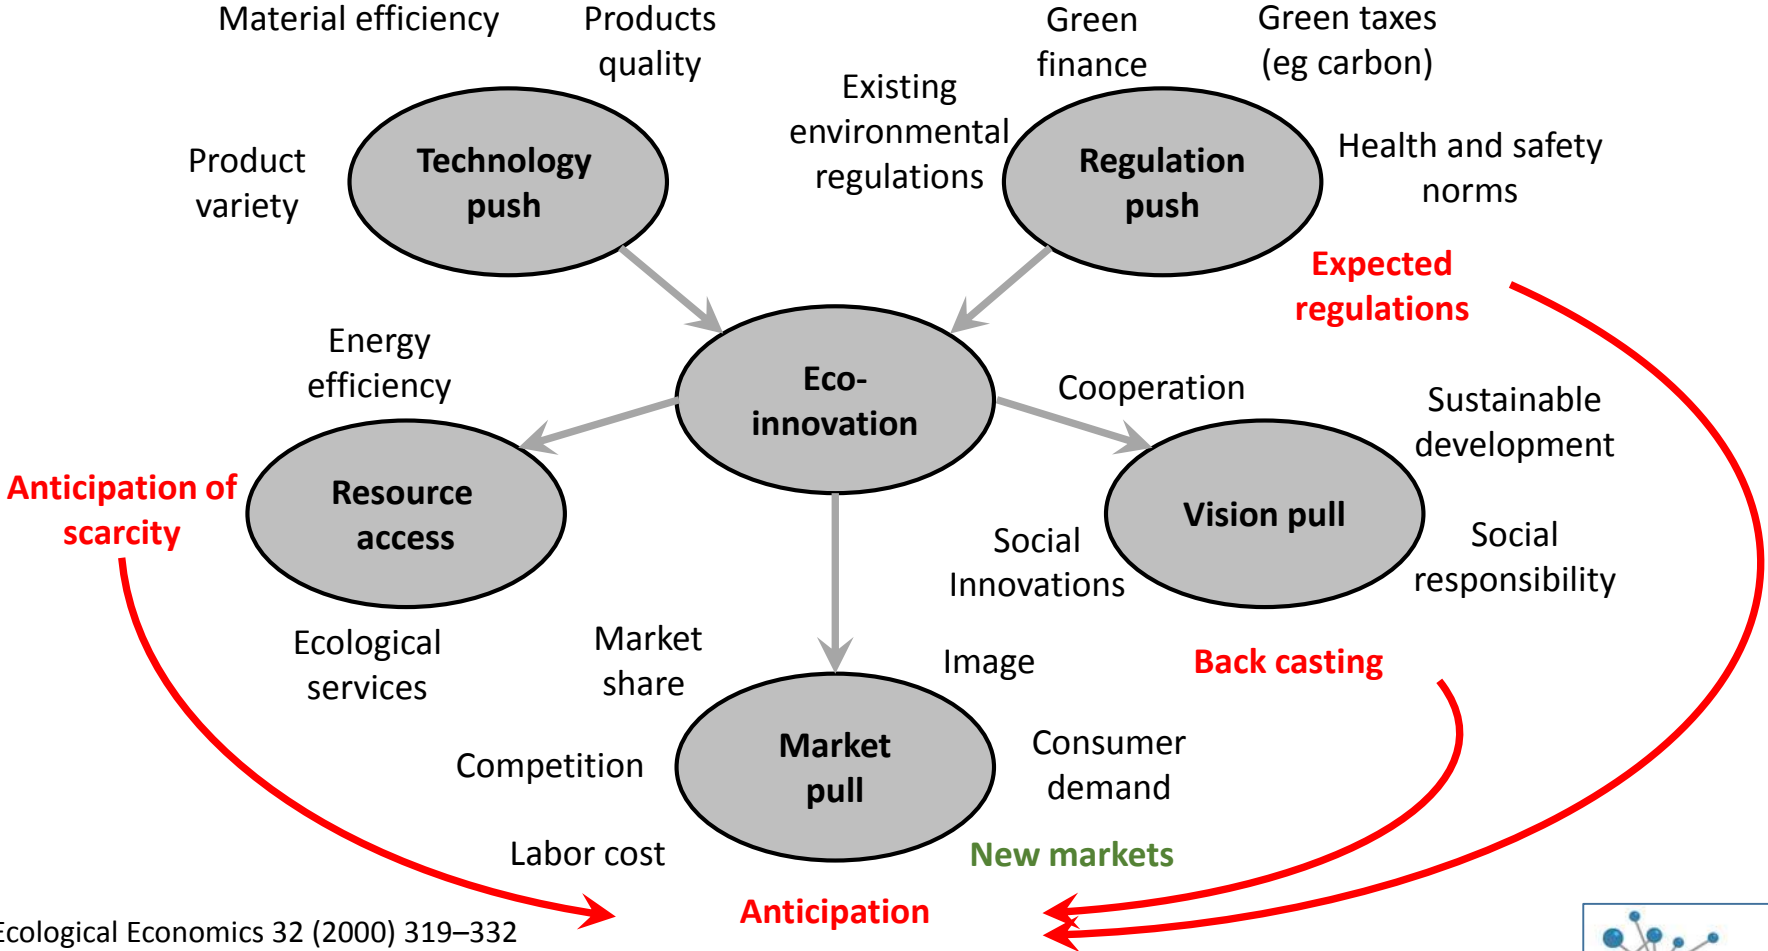 Material efficiency
Products
quality
Green
finance
Green taxes
(eg carbon)
Existing
environmental
regulations
Product
variety
Technology
push
Regulation
push
Health and safety
norms
Expected
regulations
Energy
efficiency
Eco-
innovation
Cooperation
Sustainable
development
Anticipation of
scarcity
Resource
access
Vision pull
Social
Innovations
Social
responsibility
Ecological
services
Market
share
Image
Back casting
Competition
Market
pull
Consumer
demand
Labor cost
New markets
Anticipation
Ecological Economics 32 (2000) 319–332